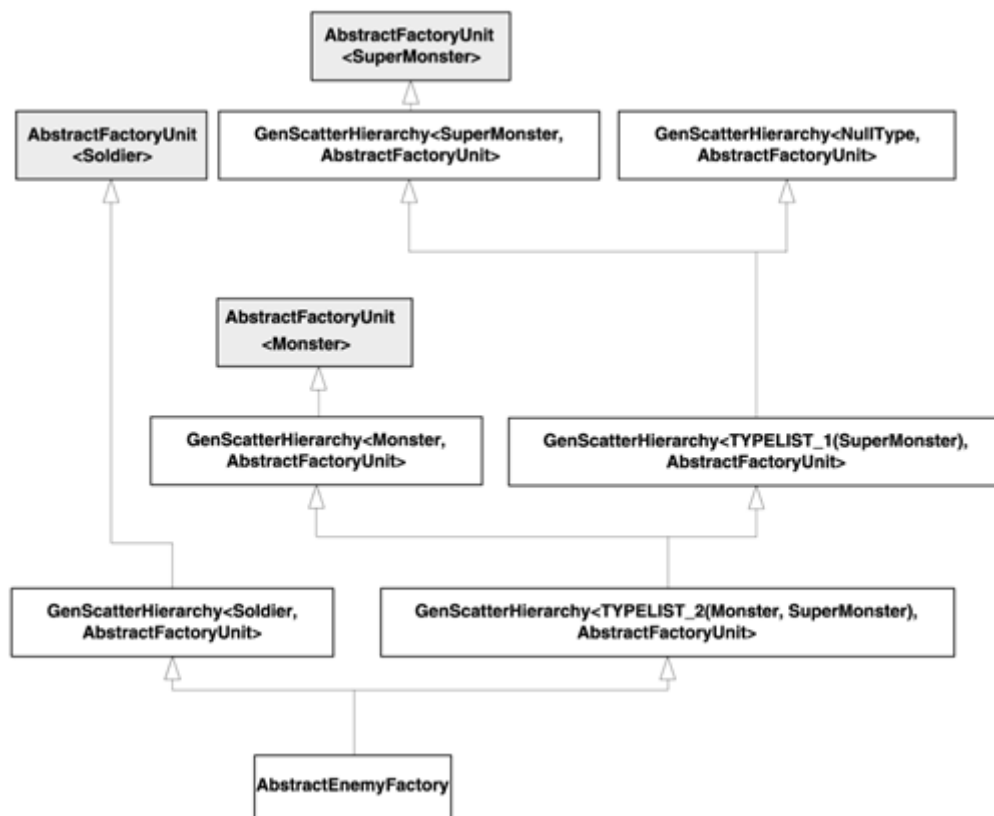 AbstractFactoryUnit
<SuperMonster>
AbstractFactoryUnit
<Soldier>
GenScatterHierarchy<SuperMonster,
AbstractFactoryUnit>
GenScatterHierarchy<NullType,
AbstractFactoryUnit>
AbstractFactoryUnit
<Monster>
GenScatterHierarchy<Monster,
AbstractFactoryUnit>
GenScatterHierarchy<TYPELIST_1(SuperMonster),
AbstractFactoryUnit>
GenScatterHierarchy<Soldier,
AbstractFactoryUnit>
GenScatterHierarchy<TYPELIST_2(Monster, SuperMonster),
AbstractFactoryUnit>
AbstractEnemyFactory